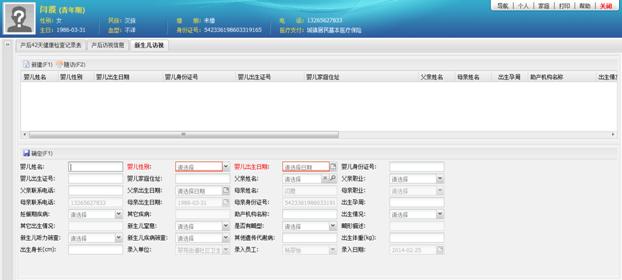 闫霞 (青年期)
导航 | 个人 | 家庭 | 打印 | 帮助 | 关闭
性别: 女 民族: 汉族 婚姻: 未婚 电话: 13265627833
生日: 1986-03-31 血型: 不详 身份证号: 542336198603319165 医疗支付: 城镇居民基本医疗保险
产后42天健康检查记录表 产后访视信息 新生儿访视
新建(F1) 随访(F2)
婴儿姓名 婴儿性别 婴儿出生日期 婴儿身份证号 婴儿出生证号 婴儿家庭住址 父亲姓名 母亲姓名 出生孕周 助产机构名称 出生情
确定(F1)
婴儿姓名: 婴儿性别: 请选择 婴儿出生日期: 请选择日期 婴儿身份证号:
婴儿出生证号: 婴儿家庭住址: 父亲姓名: 请选择 父亲职业: 请选择
父亲联系电话: 父亲出生日期: 请选择日期 母亲姓名: 闫霞 母亲职业: 请选择
母亲联系电话: 13265627833 母亲出生日期: 1986-03-31 母亲身份证号: 542336198603319 出生孕周:
妊娠期疾病: 请选择 其它疾病: 助产机构名称: 出生情况: 请选择
其它出生情况: 新生儿窒息: 请选择 是否有畸型: 请选择 畸形描述:
新生儿听力筛查: 请选择 新生儿疾病筛查: 请选择 其他遗传代谢病: 出生体重(kg):
出生身长(cm): 录入单位: 录入员工: 录入日期: 2014-02-25